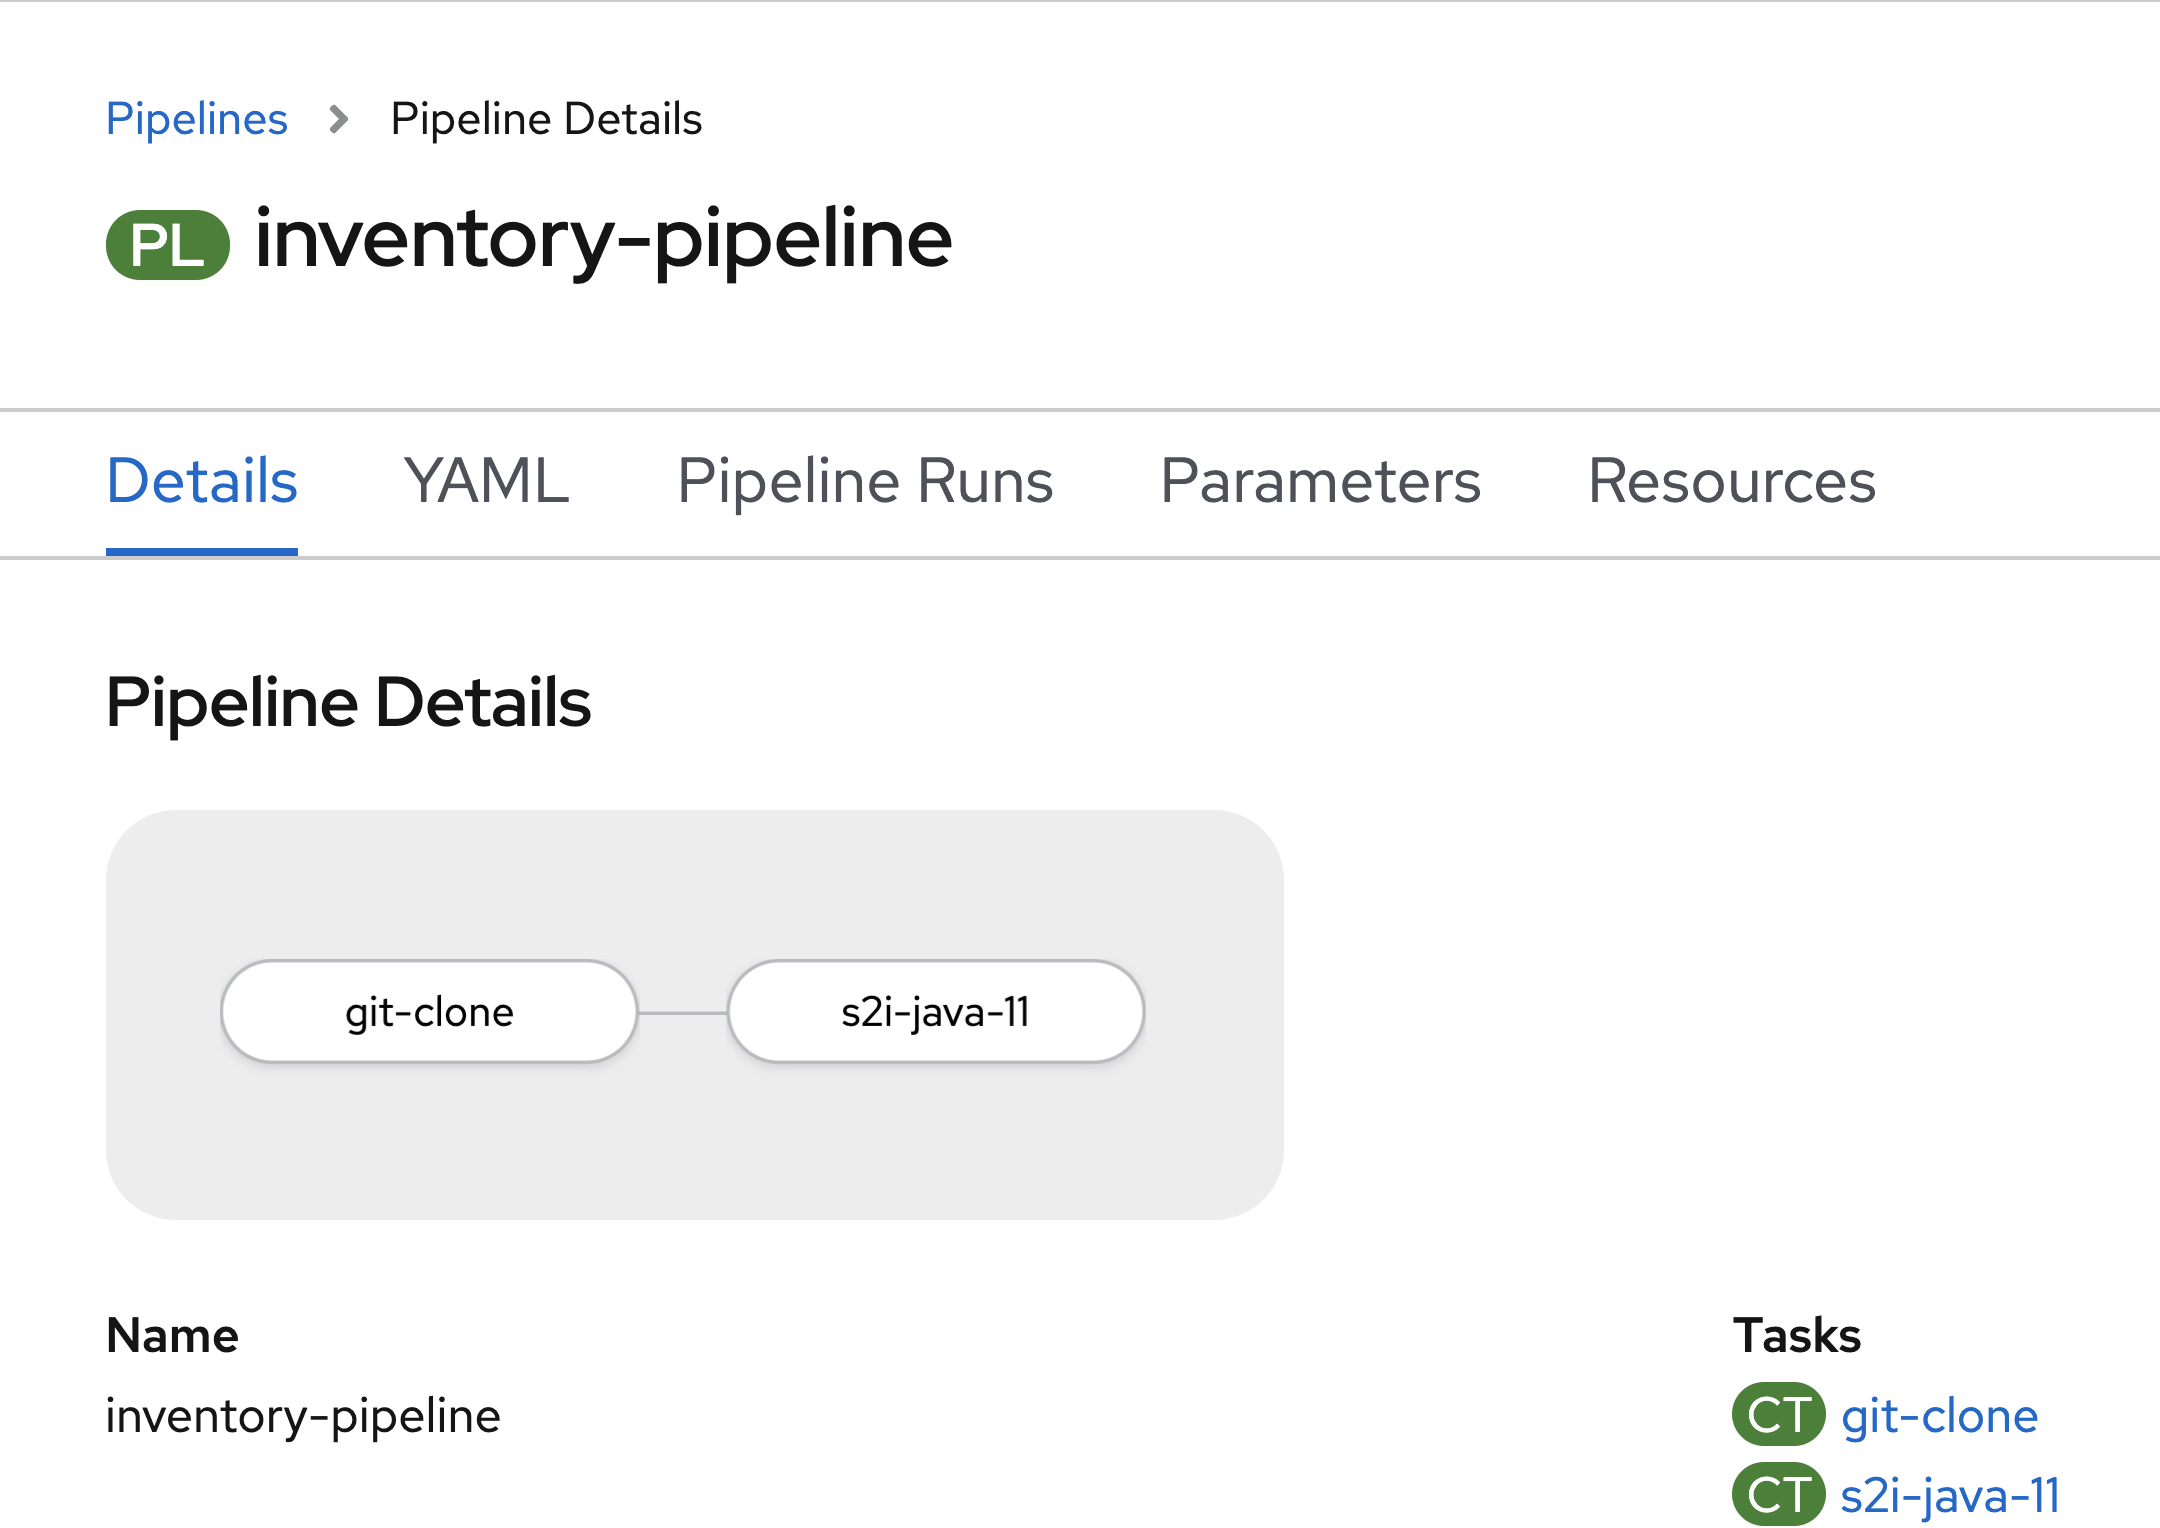 Pipelines > Pipeline Details
PL inventory-pipeline
Details YAML Pipeline Runs Parameters Resources
Pipeline Details
git-clone s2i-java-11
Name
inventory-pipeline
Tasks
CT git-clone
CT s2i-java-11